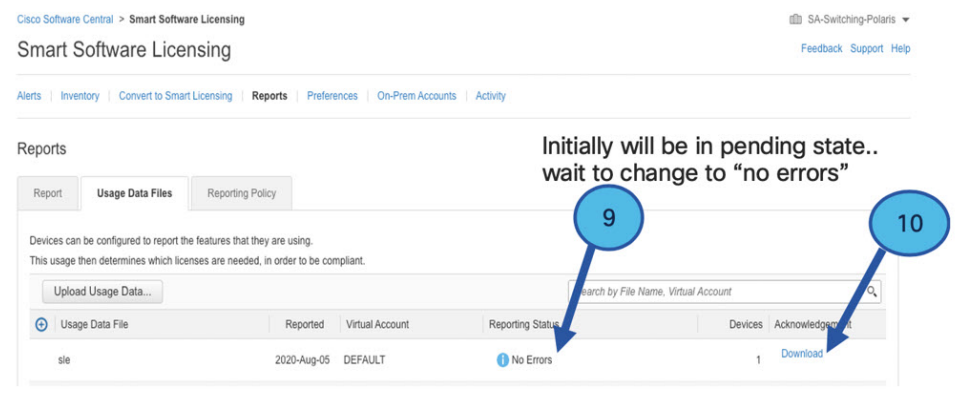 Cisco Software Central > Smart Software Licensing
SA-Switching-Polaris
Smart Software Licensing
Feedback Support Help
Alerts | Inventory | Convert to Smart Licensing | Reports | Preferences | On-Prem Accounts | Activity
Reports
Initially will be in pending state..
wait to change to “no errors”
Report Usage Data Files Reporting Policy
9
10
Devices can be configured to report the features that they are using.
This usage then determines which licenses are needed, in order to be compliant.
Upload Usage Data...
Search by File Name, Virtual Account
Usage Data File Reported Virtual Account Reporting Status Devices Acknowledgement
sle 2020-Aug-05 DEFAULT No Errors 1 Download